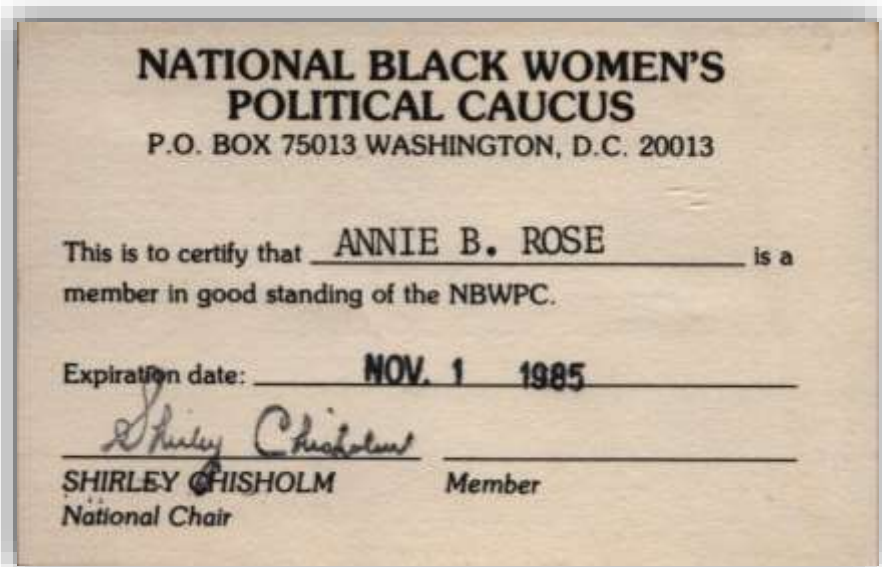 NATIONAL BLACK WOMEN'S
POLITICAL CAUCUS
P.O. BOX 75013 WASHINGTON, D.C. 20013
This is to certify that ANNIE B. ROSE is a
member in good standing of the NBWPC.
Expiration date: NOV. 1 1985
Shirley Chisholm
SHIRLEY CHISHOLM Member
National Chair